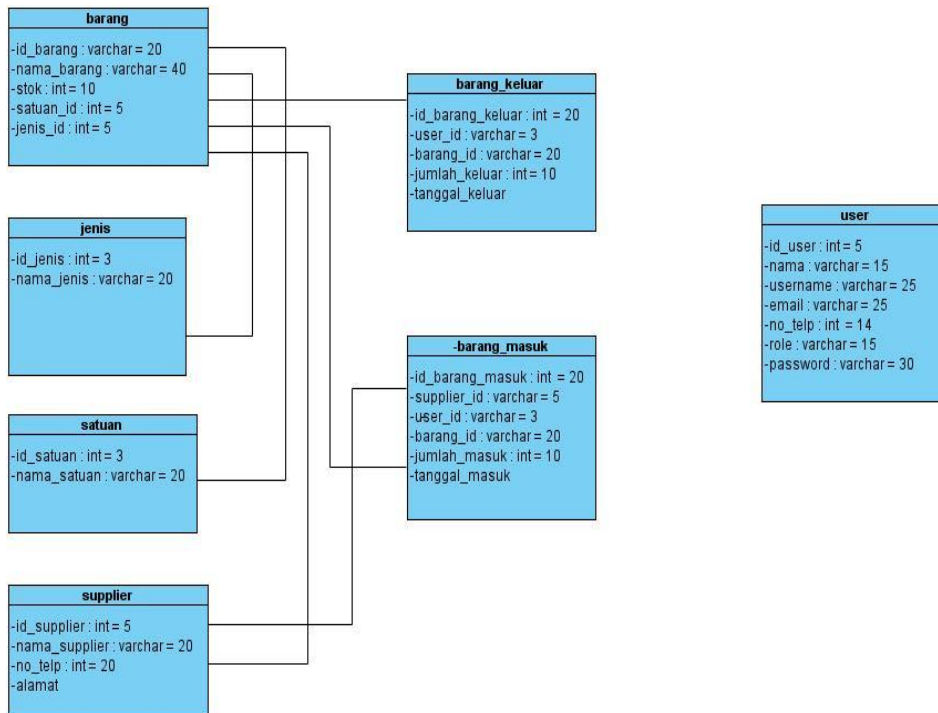 barang
-id_barang : varchar = 20
-nama_barang : varchar = 40
-stok : int = 10
-satuan_id : int = 5
-jenis_id : int = 5
jenis
-id_jenis : int = 3
-nama_jenis : varchar = 20
satuan
-id_satuan : int = 3
-nama_satuan : varchar = 20
supplier
-id_supplier : int = 5
-nama_supplier : varchar = 20
-no_telp : int = 20
-alamat
barang_keluar
-id_barang_keluar : int = 20
-user_id : varchar = 3
-barang_id : varchar = 20
-jumlah_keluar : int = 10
-tanggal_keluar
-barang_masuk
-id_barang_masuk : int = 20
-supplier_id : varchar = 5
-user_id : varchar = 3
-barang_id : varchar = 20
-jumlah_masuk : int = 10
-tanggal_masuk
user
-id_user : int = 5
-nama : varchar = 15
-username : varchar = 25
-email : varchar = 25
-no_telp : int = 14
-role : varchar = 15
-password : varchar = 30